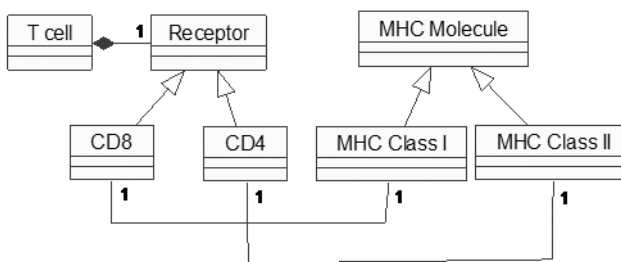 T cell
1
Receptor
MHC Molecule
CD8
CD4
MHC Class I
MHC Class II
1
1
1
1